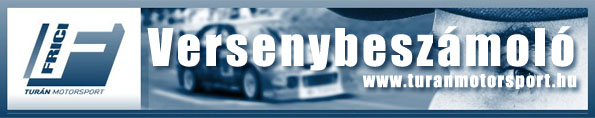 FRICI
TURÁN MOTORSPORT
Versenybeszámoló
www.turanmotorsport.hu